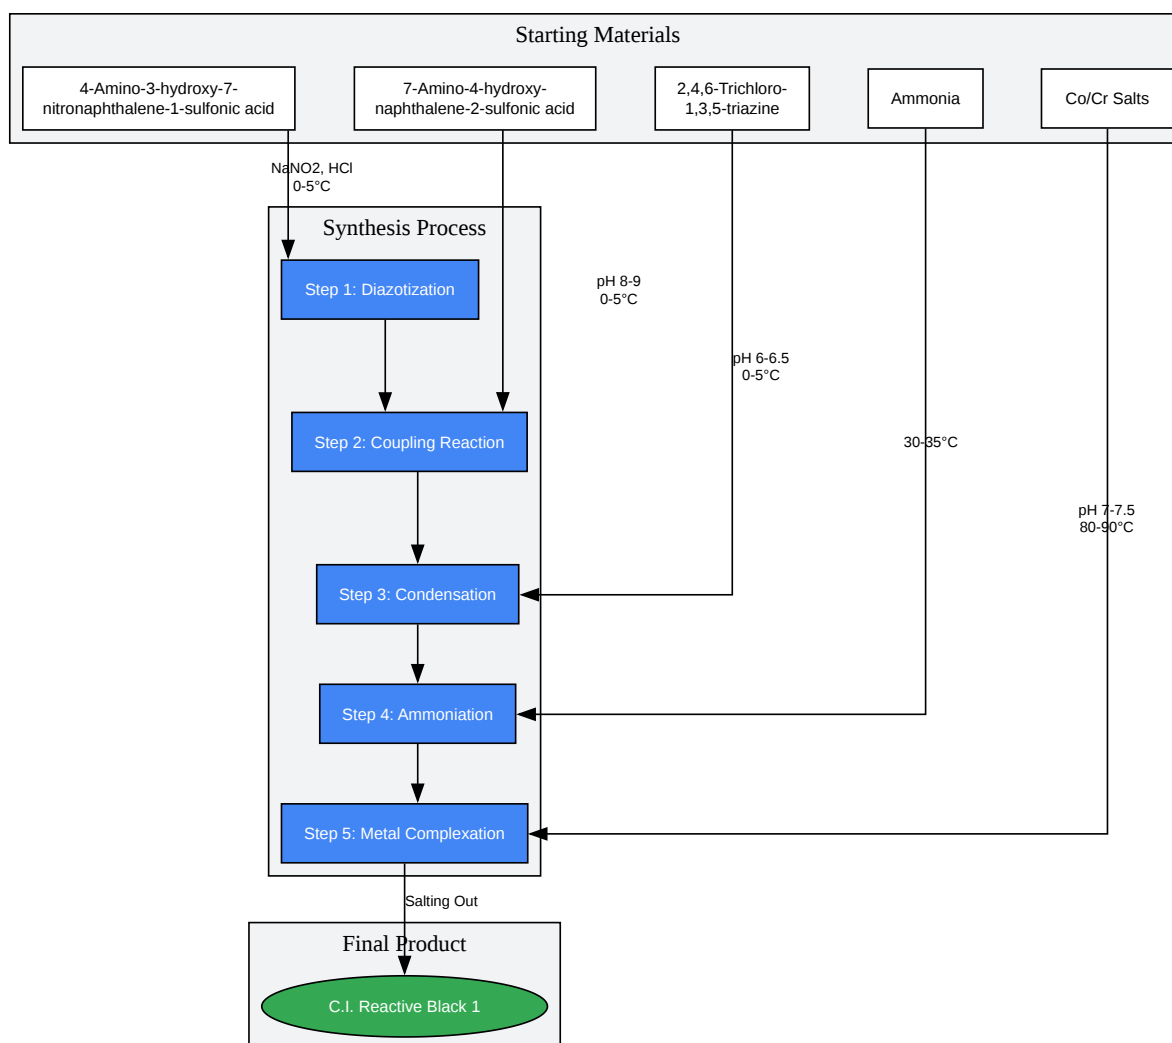 Starting Materials
4-Amino-3-hydroxy-7-
nitronaphthalene-1-sulfonic acid
7-Amino-4-hydroxy-
naphthalene-2-sulfonic acid
2,4,6-Trichloro-
1,3,5-triazine
Ammonia
Co/Cr Salts
NaNO2, HCl
0-5°C
Synthesis Process
Step 1: Diazotization
pH 8-9
0-5°C
pH 6-6.5
0-5°C
Step 2: Coupling Reaction
30-35°C
pH 7-7.5
80-90°C
Step 3: Condensation
Step 4: Ammoniation
Step 5: Metal Complexation
Salting Out
Final Product
C.I. Reactive Black 1